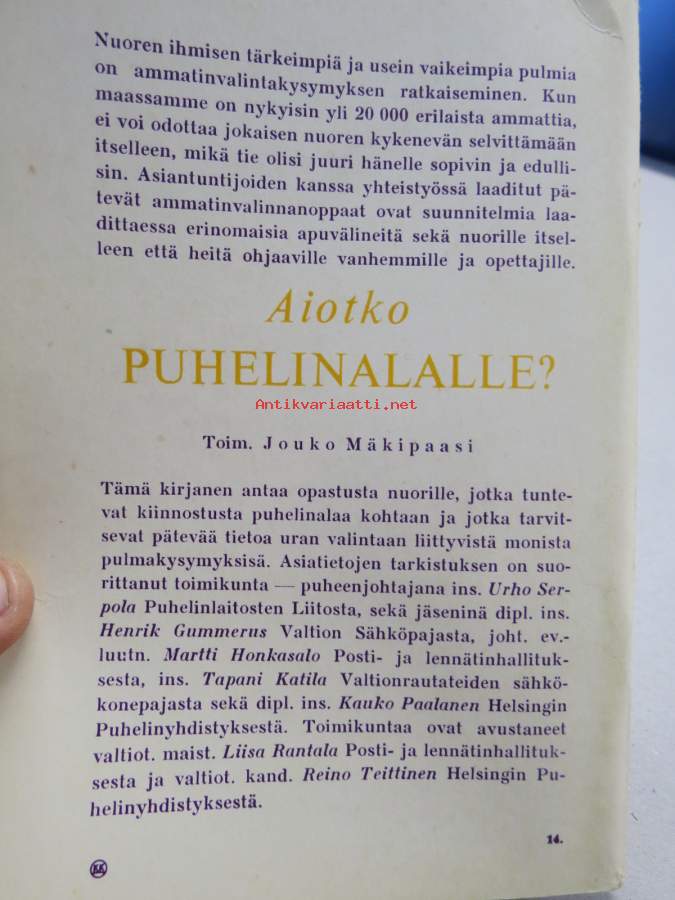 Nuoren ihmisen tärkeimpiä ja usein vaikeimpia pulmia
on ammatinvalintakysymyksen ratkaiseminen. Kun
maassamme on nykyisin yli 20 000 erilaista ammattia,
ei voi odottaa jokaisen nuoren kykenevän selvittämään
itselleen, mikä tie olisi juuri hänelle sopivin ja edulli-
sin. Asiantuntijoiden kanssa yhteistyössä laaditut pä-
tevät ammatinvalinnanoppaat ovat suunnitelmia laa-
dittaessa erinomaisia apuvälineitä sekä nuorille itsel-
leen että heitä ohjaaville vanhemmille ja opettajille.
Aiotko
PUHELINALALLE?
Antikvariaatti.net
Toim. Jouko Mäkipaasi
Tämä kirjanen antaa opastusta nuorille, jotka tunte-
vat kiinnostusta puhelinalaa kohtaan ja jotka tarvit-
sevat pätevää tietoa uran valintaan liittyvistä monista
pulmakysymyksisä. Asiatietojen tarkistuksen on suo-
rittanut toimikunta — puheenjohtajana ins. Urho Ser-
pola Puhelinlaitosten Liitosta, sekä jäseninä dipl. ins.
Henrik Gummerus Valtion Sähköpajasta, joht. ev.-
luutn. Martti Honkasalo Posti- ja lennätinhallituk-
sesta, ins. Tapani Katila Valtionrautateiden sähkö-
konepajasta sekä dipl. ins. Kauko Paalanen Helsingin
Puhelinyhdistyksestä. Toimikuntaa ovat avustaneet
valtiot. maist. Liisa Rantala Posti- ja lennätinhallituk-
sesta ja valtiot. kand. Reino Teittinen Helsingin Pu-
helinyhdistyksestä.
14.